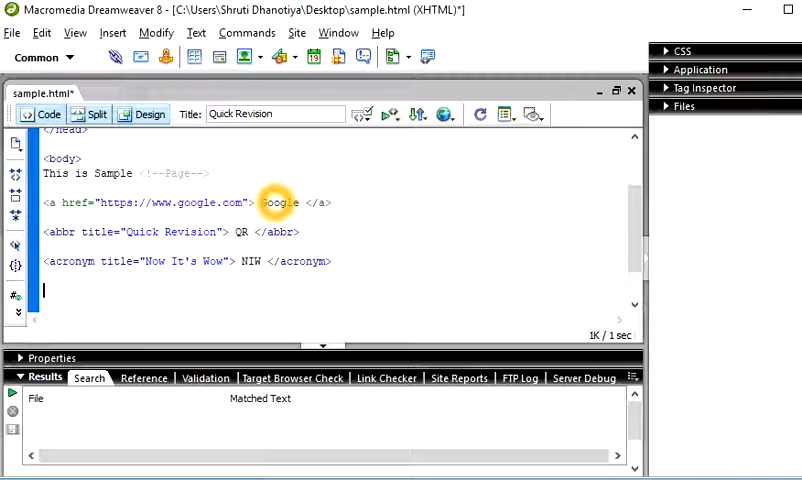 Macromedia Dreamweaver 8 - [C:\Users\Shruti Dhanotiya\Desktop\sample.html (XHTML)*]
File Edit View Insert Modify Text Commands Site Window Help
Common
CSS
Application
Tag Inspector
Files
sample.html*
Code Split Design Title: Quick Revision
</head>
<body>
This is Sample <!--Page-->
<a href="https://www.google.com"> Google </a>
<abbr title="Quick Revision"> QR </abbr>
<acronym title="Now It's Wow"> NIW </acronym>
1K / 1 sec
Properties
Results Search Reference Validation Target Browser Check Link Checker Site Reports FTP Log Server Debug
File Matched Text